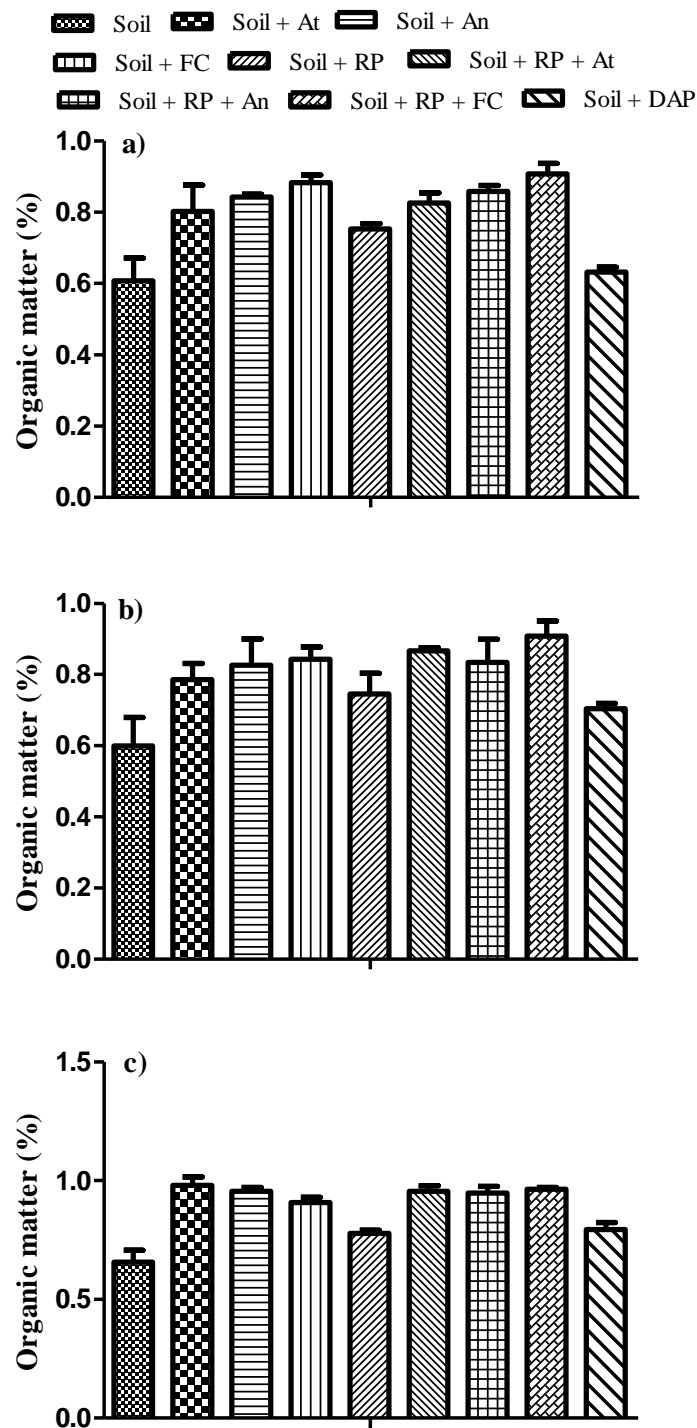 Soil Soil + At Soil + An
Soil + FC Soil + RP Soil + RP + At
Soil + RP + An Soil + RP + FC Soil + DAP
a)
1.0
0.8
0.6
0.4
0.2
0.0
Organic matter (%)
b)
1.0
0.8
0.6
0.4
0.2
0.0
Organic matter (%)
c)
1.5
1.0
0.5
0.0
Organic matter (%)